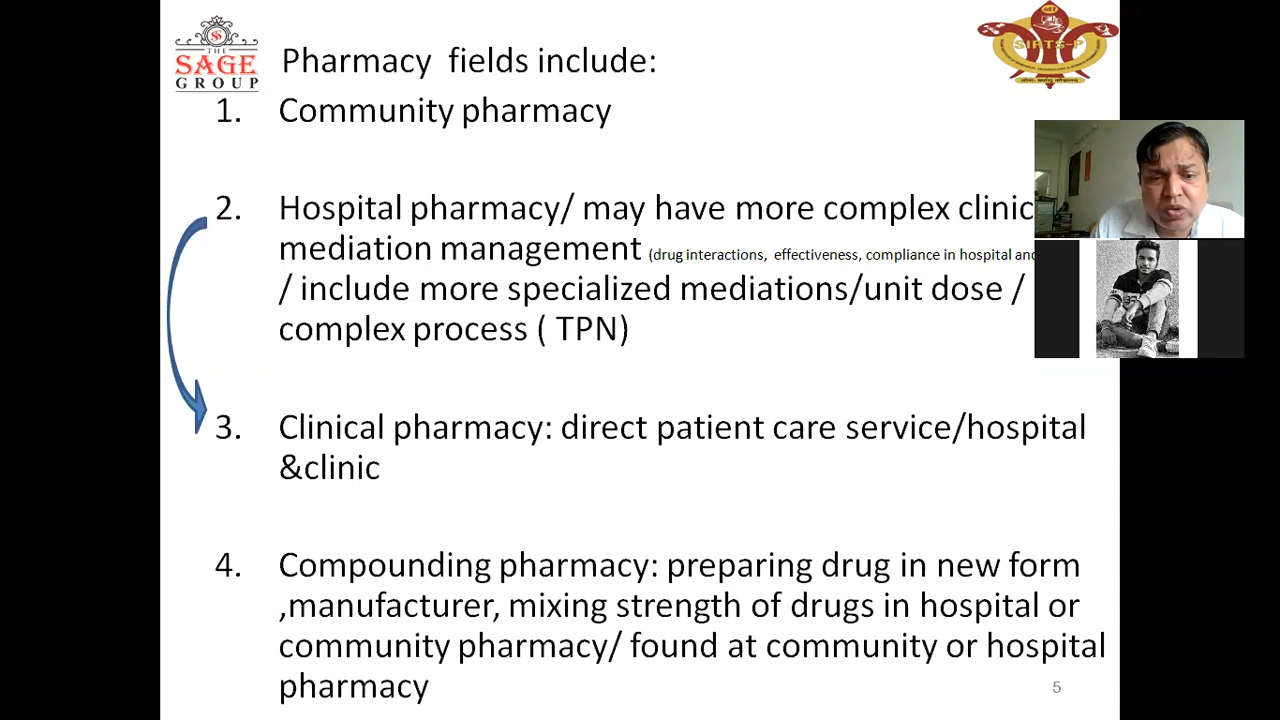 THE
SAGE
GROUP
SIRTS-P
Pharmacy fields include:
1. Community pharmacy
2. Hospital pharmacy/ may have more complex clinic
mediation management (drug interactions, effectiveness, compliance in hospital and
/ include more specialized mediations/unit dose /
complex process ( TPN)
3. Clinical pharmacy: direct patient care service/hospital
&clinic
4. Compounding pharmacy: preparing drug in new form
,manufacturer, mixing strength of drugs in hospital or
community pharmacy/ found at community or hospital
pharmacy
5